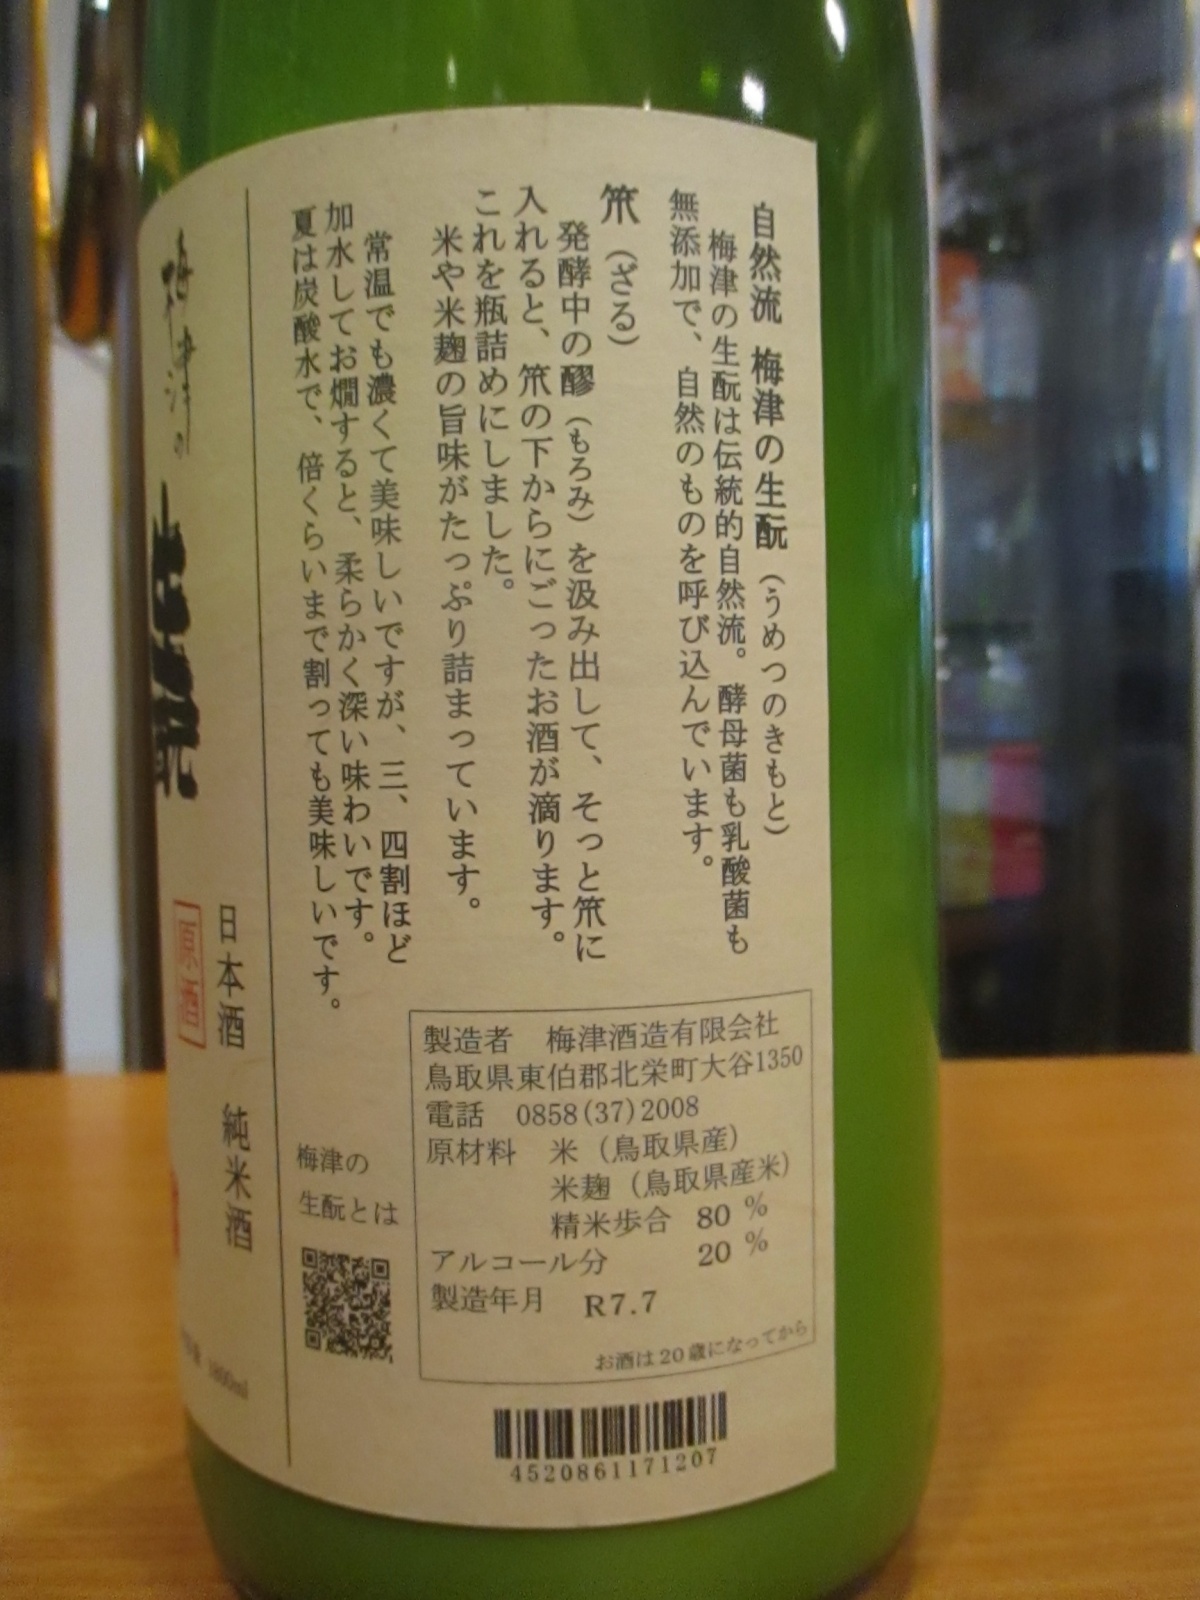 自然流 梅津の生酛（うめつのきもと）
梅津の生酛は伝統的自然流。酵母菌も乳酸菌も
無添加で、自然のものを呼び込んでいます。
笊（ざる）
発酵中の醪（もろみ）を汲み出して、そっと笊に
入れると、笊の下からにごったお酒が滴ります。
これを瓶詰めにしました。
米や米麹の旨味がたっぷり詰まっています。
常温でも濃くて美味しいですが、三、四割ほど
加水してお燗すると、柔らかく深い味わいです。
夏は炭酸水で、倍くらいまで割っても美味しいです。
製造者 梅津酒造有限会社
鳥取県東伯郡北栄町大谷1350
電話 0858(37)2008
原材料 米（鳥取県産）
米麹（鳥取県産米）
精米歩合 80 %
アルコール分 20 %
製造年月 R7.7
お酒は20歳になってから
4520861171207
梅津の
生酛とは
梅津の
生酛
日本酒 純米酒
原酒
1800ml